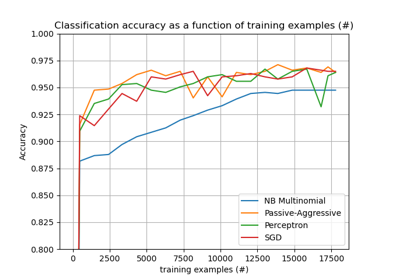 Classification accuracy as a function of training examples (#)
1.000
0.975
0.950
0.925
0.900
0.875
0.850
0.825
0.800
Accuracy
0
2500
5000
7500
10000
12500
15000
17500
training examples (#)
NB Multinomial
Passive-Aggressive
Perceptron
SGD